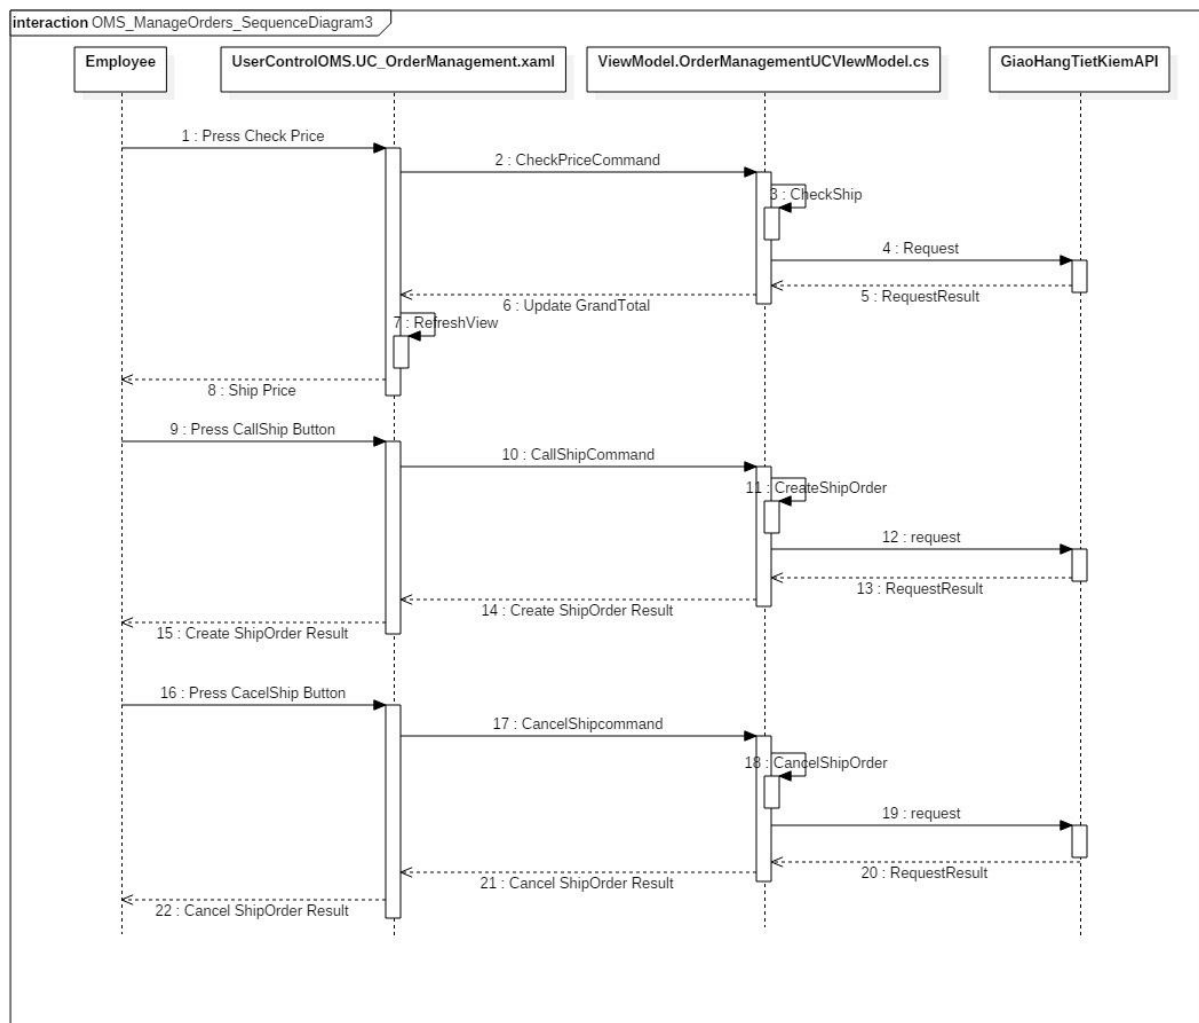 interaction OMS_ManageOrders_SequenceDiagram3
Employee
UserControlOMS.UC_OrderManagement.xaml
ViewModel.OrderManagementUCVIewModel.cs
GiaoHangTietKiemAPI
1 : Press Check Price
2 : CheckPriceCommand
3 : CheckShip
4 : Request
5 : RequestResult
6 : Update GrandTotal
7 : RefreshView
8 : Ship Price
9 : Press CallShip Button
10 : CallShipCommand
11 : CreateShipOrder
12 : request
13 : RequestResult
14 : Create ShipOrder Result
15 : Create ShipOrder Result
16 : Press CacelShip Button
17 : CancelShipcommand
18 : CancelShipOrder
19 : request
20 : RequestResult
21 : Cancel ShipOrder Result
22 : Cancel ShipOrder Result